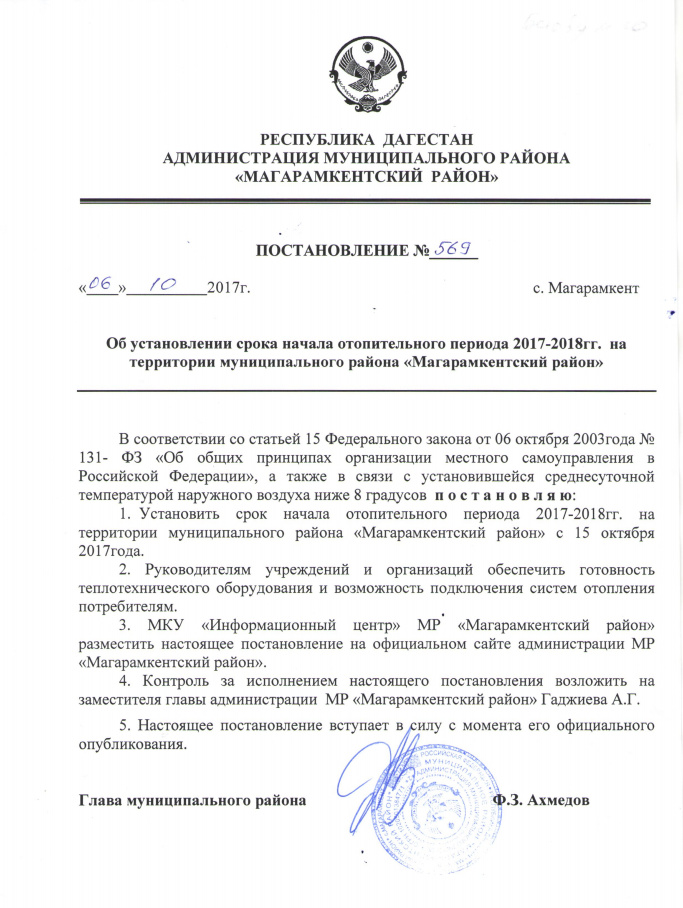 РЕСПУБЛИКА ДАГЕСТАН
АДМИНИСТРАЦИЯ МУНИЦИПАЛЬНОГО РАЙОНА
«МАГАРАМКЕНТСКИЙ РАЙОН»
ПОСТАНОВЛЕНИЕ № 569
«06» 10 2017г. с. Магарамкент
Об установлении срока начала отопительного периода 2017-2018гг. на
территории муниципального района «Магарамкентский район»
В соответствии со статьей 15 Федерального закона от 06 октября 2003года №
131- ФЗ «Об общих принципах организации местного самоуправления в
Российской Федерации», а также в связи с установившейся среднесуточной
температурой наружного воздуха ниже 8 градусов п о с т а н о в л я ю:
1. Установить срок начала отопительного периода 2017-2018гг. на
территории муниципального района «Магарамкентский район» с 15 октября
2017года.
2. Руководителям учреждений и организаций обеспечить готовность
теплотехнического оборудования и возможность подключения систем отопления
потребителям.
3. МКУ «Информационный центр» МР «Магарамкентский район»
разместить настоящее постановление на официальном сайте администрации МР
«Магарамкентский район».
4. Контроль за исполнением настоящего постановления возложить на
заместителя главы администрации МР «Магарамкентский район» Гаджиева А.Г.
5. Настоящее постановление вступает в силу с момента его официального
опубликования.
Глава муниципального района Ф.З. Ахмедов